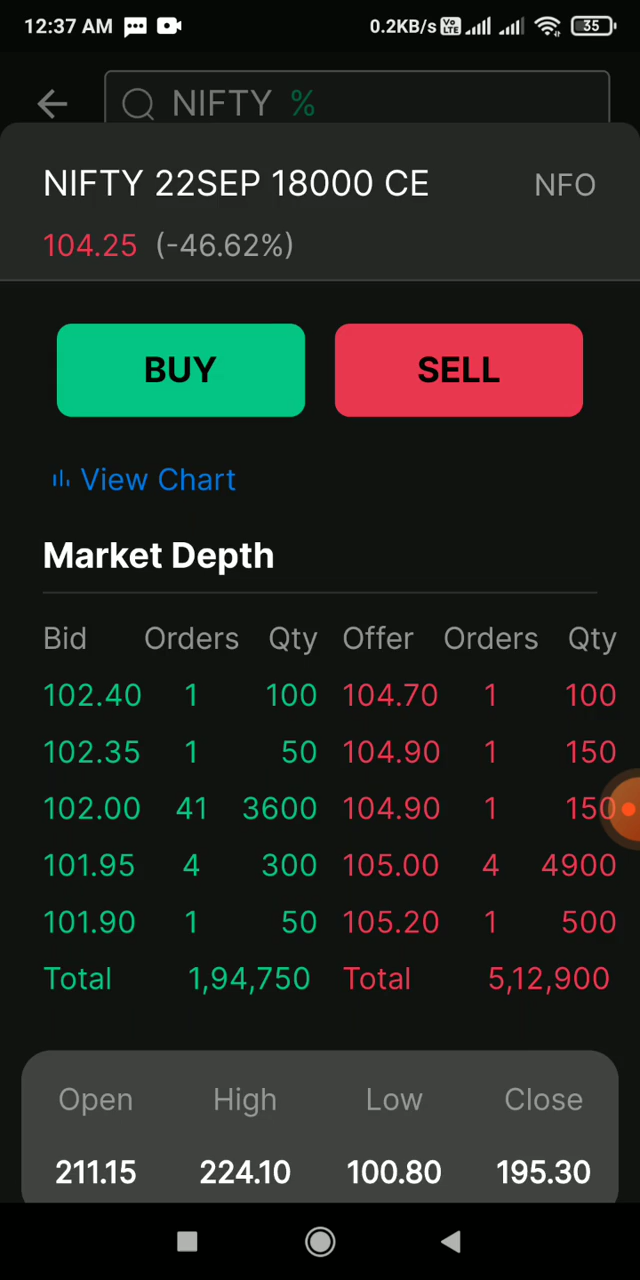 12:37 AM 0.2KB/s Vo LTE 35
NIFTY %
NIFTY 22SEP 18000 CE NFO
104.25 (-46.62%)
BUY SELL
View Chart
Market Depth
Bid Orders Qty Offer Orders Qty
102.40 1 100 104.70 1 100
102.35 1 50 104.90 1 150
102.00 41 3600 104.90 1 150
101.95 4 300 105.00 4 4900
101.90 1 50 105.20 1 500
Total 1,94,750 Total 5,12,900
Open High Low Close
211.15 224.10 100.80 195.30